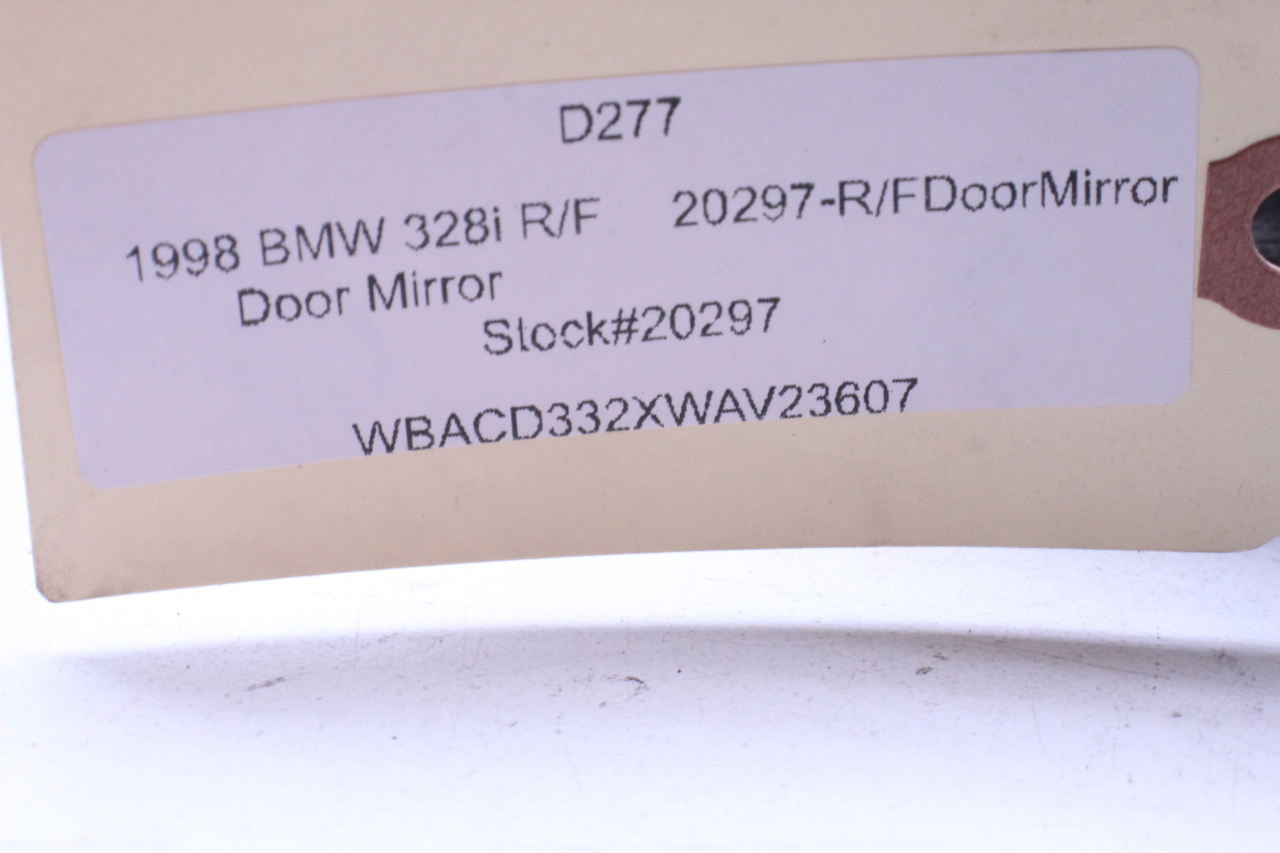 D277
1998 BMW 328i R/F 20297-R/FDoorMirror
Door Mirror
Stock#20297
WBACD332XWAV23607